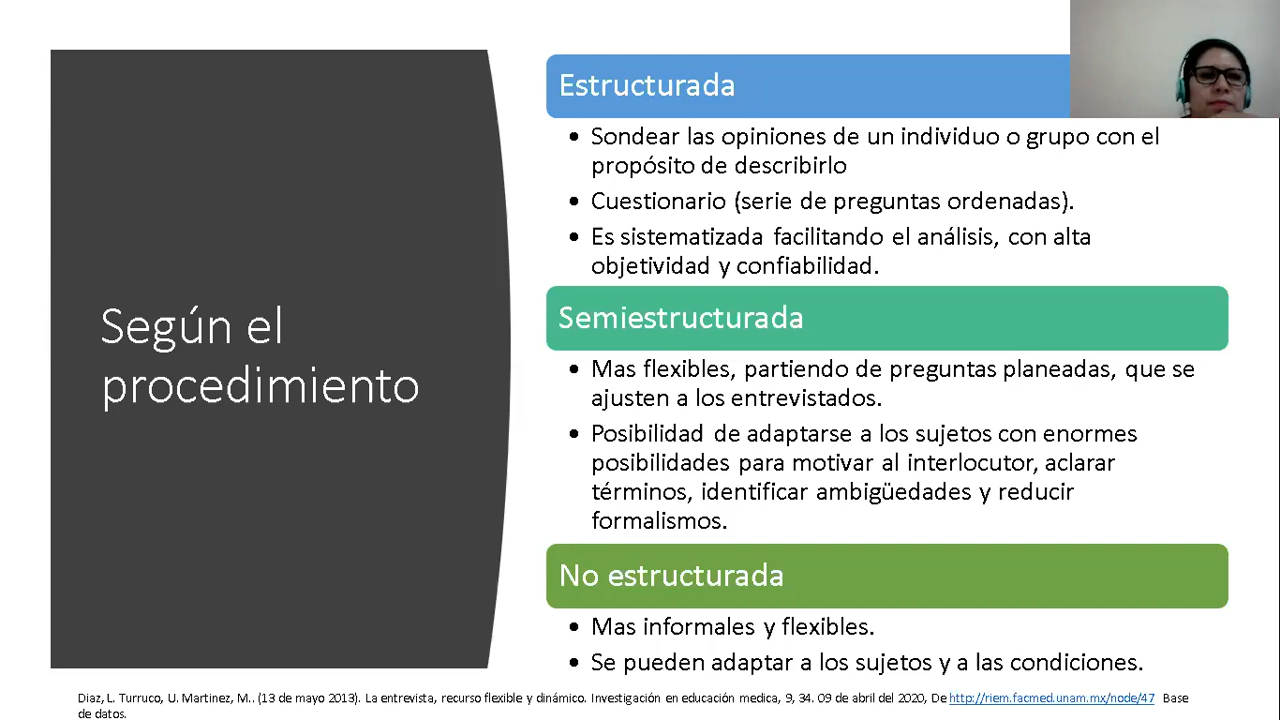 Según el
procedimiento
Estructurada
• Sondear las opiniones de un individuo o grupo con el
propósito de describirlo
• Cuestionario (serie de preguntas ordenadas).
• Es sistematizada facilitando el análisis, con alta
objetividad y confiabilidad.
Semiestructurada
• Mas flexibles, partiendo de preguntas planeadas, que se
ajusten a los entrevistados.
• Posibilidad de adaptarse a los sujetos con enormes
posibilidades para motivar al interlocutor, aclarar
términos, identificar ambigüedades y reducir
formalismos.
No estructurada
• Mas informales y flexibles.
• Se pueden adaptar a los sujetos y a las condiciones.
Diaz, L. Turruco, U. Martinez, M.. (13 de mayo 2013). La entrevista, recurso flexible y dinámico. Investigación en educación medica, 9, 34. 09 de abril del 2020, De http://riem.facmed.unam.mx/node/47 Base
de datos.